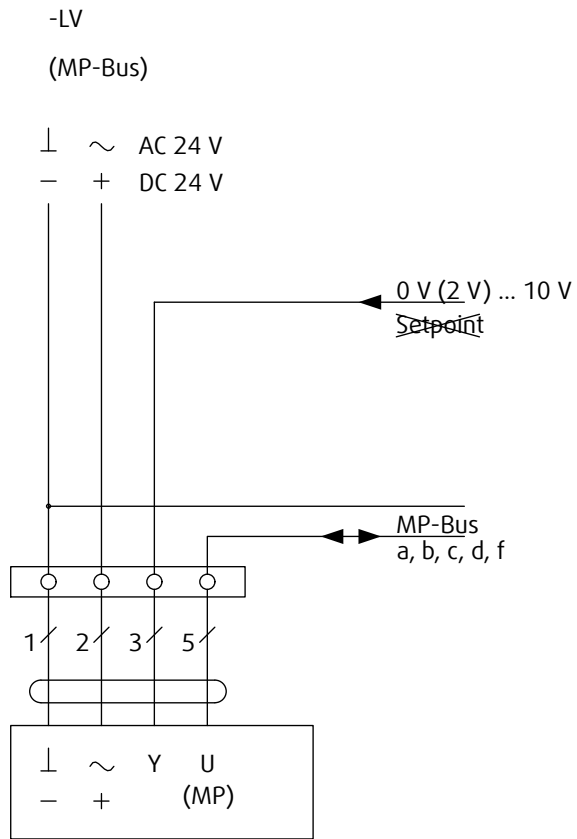 -LV
(MP-Bus)
⊥ ~ AC 24 V
− + DC 24 V
0 V (2 V) ... 10 V
Setpoint
MP-Bus
a, b, c, d, f
1 2 3 5
⊥ ~ Y U
− + (MP)